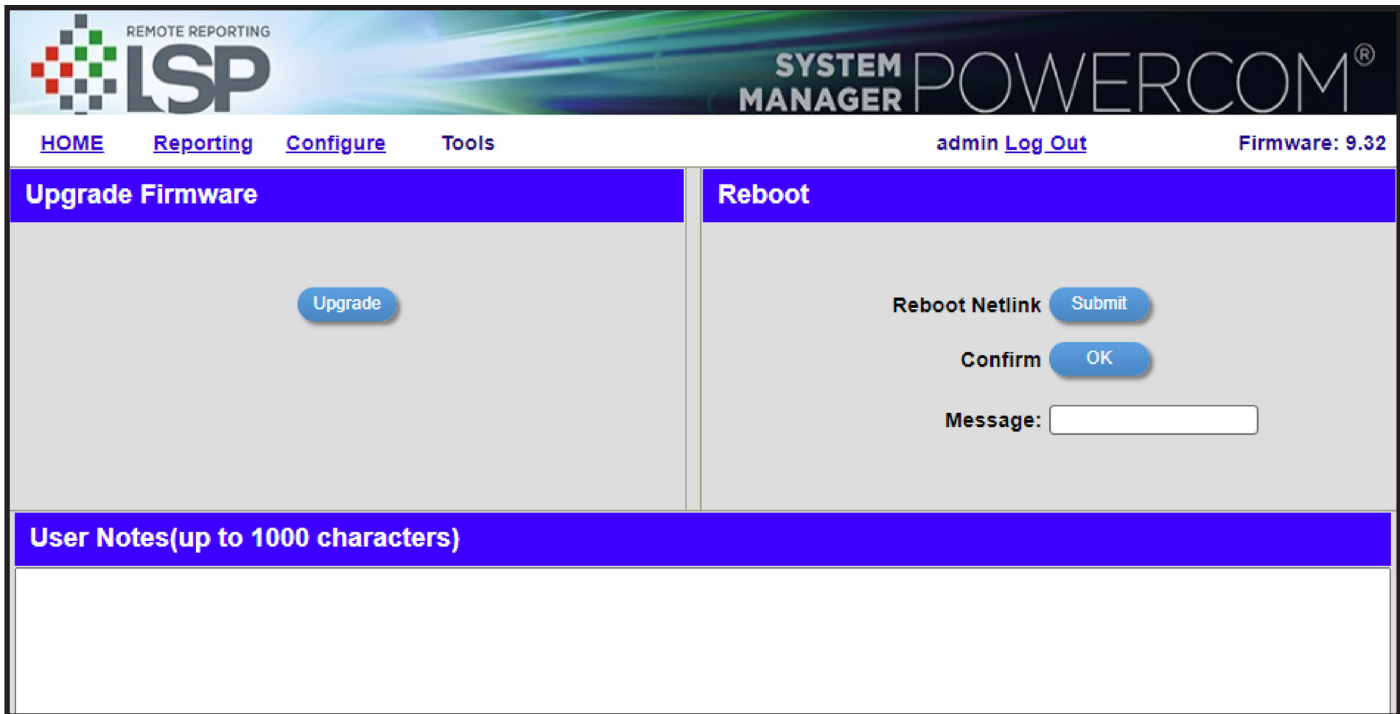 REMOTE REPORTING
LSP
SYSTEM
MANAGER
POWERCOM®
HOME Reporting Configure Tools admin Log Out Firmware: 9.32
Upgrade Firmware
Reboot
Upgrade
Reboot Netlink Submit
Confirm OK
Message:
User Notes(up to 1000 characters)